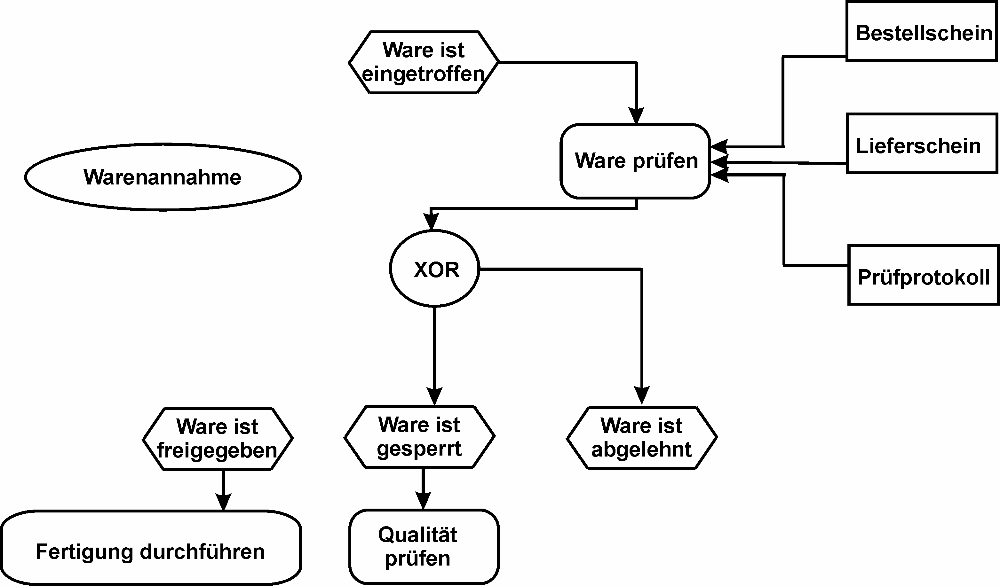 Bestellschein
Ware ist
eingetroffen
Lieferschein
Ware prüfen
Warenannahme
XOR
Prüfprotokoll
Ware ist
freigegeben
Ware ist
gesperrt
Ware ist
abgelehnt
Fertigung durchführen
Qualität
prüfen